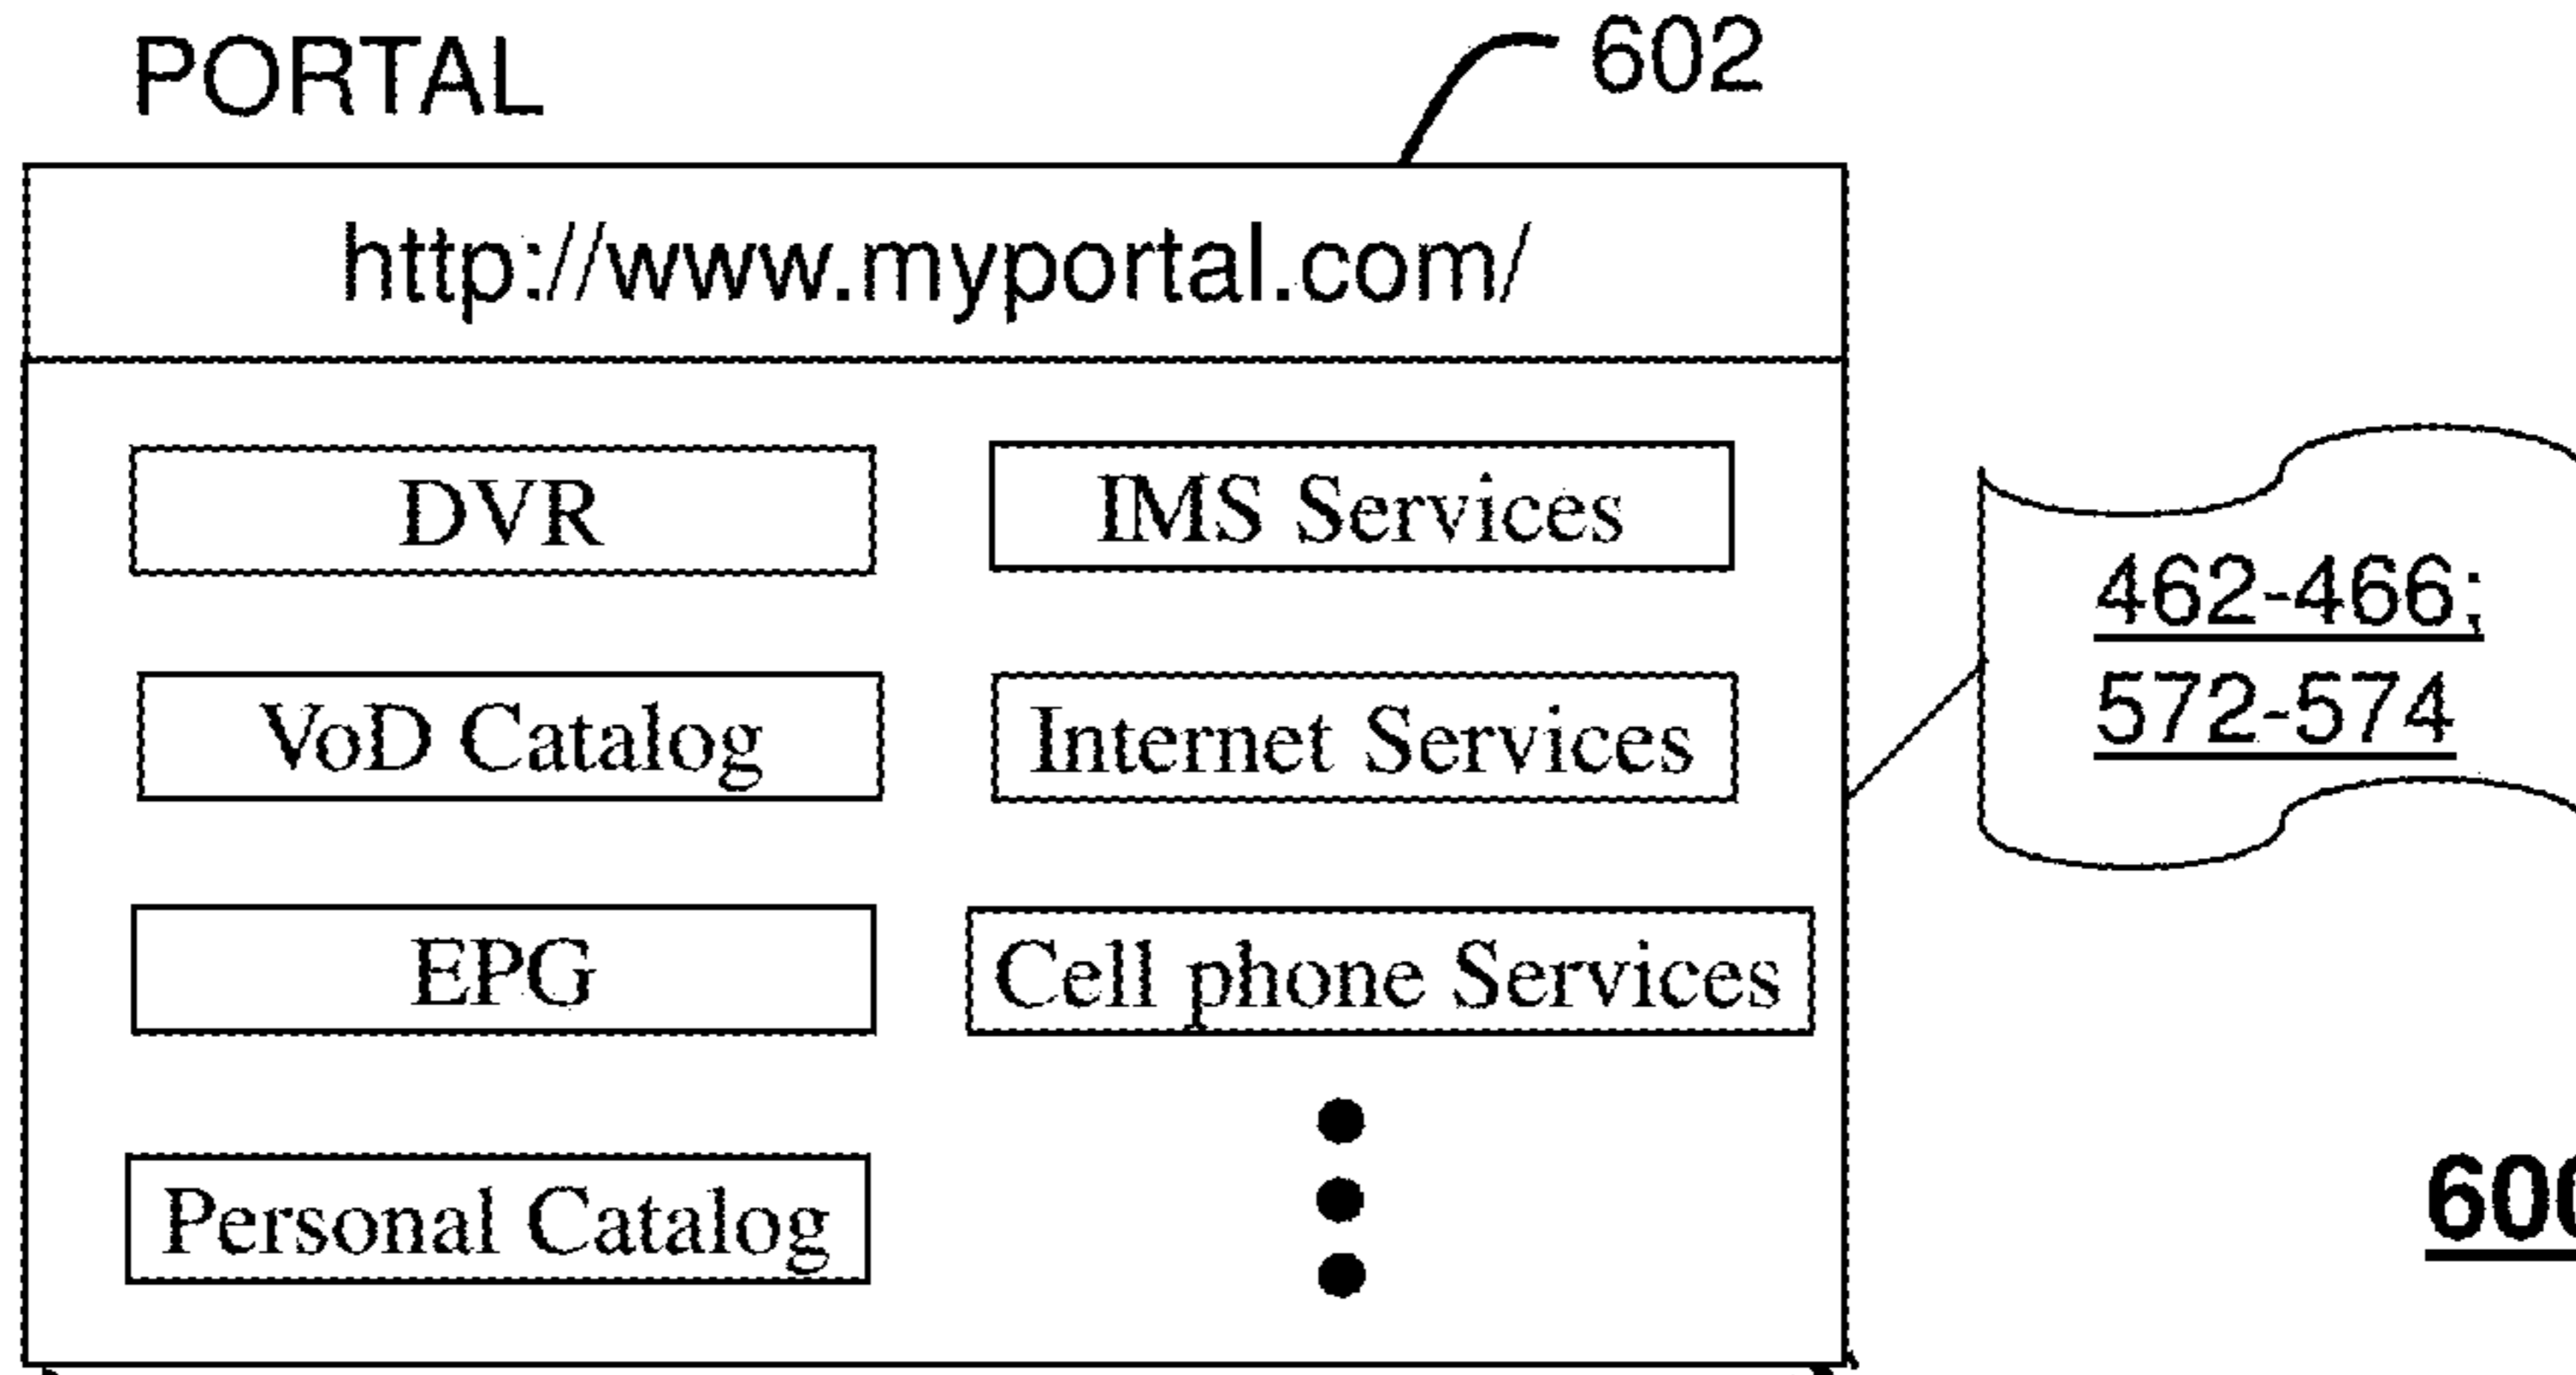 PORTAL
602
http://www.myportal.com/
DVR
IMS Services
VoD Catalog
Internet Services
EPG
Cell phone Services
Personal Catalog
462-466;
572-574